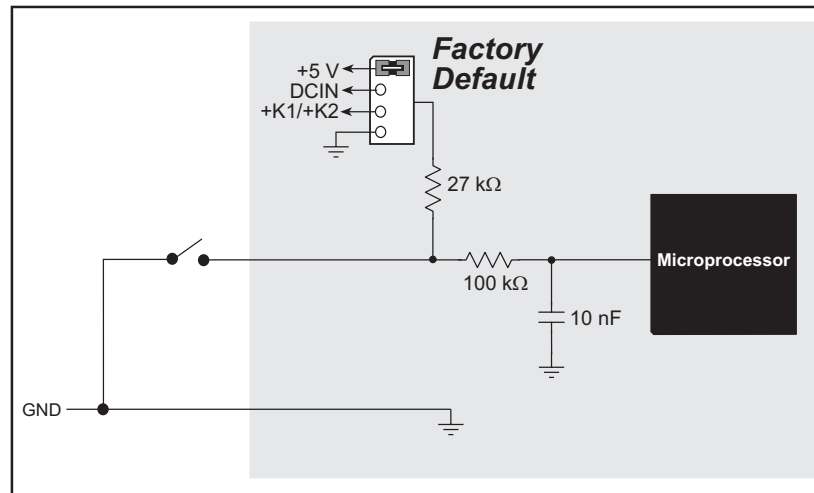 Factory
Default
+5 V
DCIN
+K1/+K2
27 kΩ
100 kΩ
Microprocessor
10 nF
GND